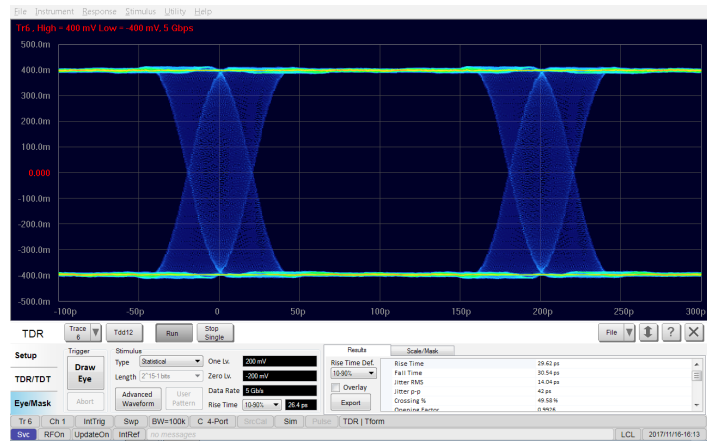 File Instrument Response Stimulus Utility Help
Tr6 , High = 400 mV Low = -400 mV, 5 Gbps
500.0m
400.0m
300.0m
200.0m
100.0m
0.000
-100.0m
-200.0m
-300.0m
-400.0m
-500.0m
-100p -50p 0 50p 100p 150p 200p 250p 300p
TDR Trace 6 Tdd12 Run Stop Single File ? X
Setup Trigger Stimulus Results Scale/Mask
Draw Eye Type Statistical One Lv. 200 mV Rise Time Def. Rise Time 29.62 ps
10-90% Fall Time 30.54 ps
TDR/TDT Length 2^15-1 bits Zero Lv. -200 mV Jitter RMS 14.04 ps
Overlay Jitter p-p 42 ps
Eye/Mask Abort Advanced Waveform User Pattern Data Rate 5 Gb/s Export Crossing % 49.58 %
Rise Time 10-90% 26.4 ps Opening Factor 0.9926
Tr 6 Ch 1 IntTrig Swp BW=100k C 4-Port SrcCal Sim Pulse TDR | Tform
Svc RFOn UpdateOn IntRef no messages LCL 2017/11/16-16:13